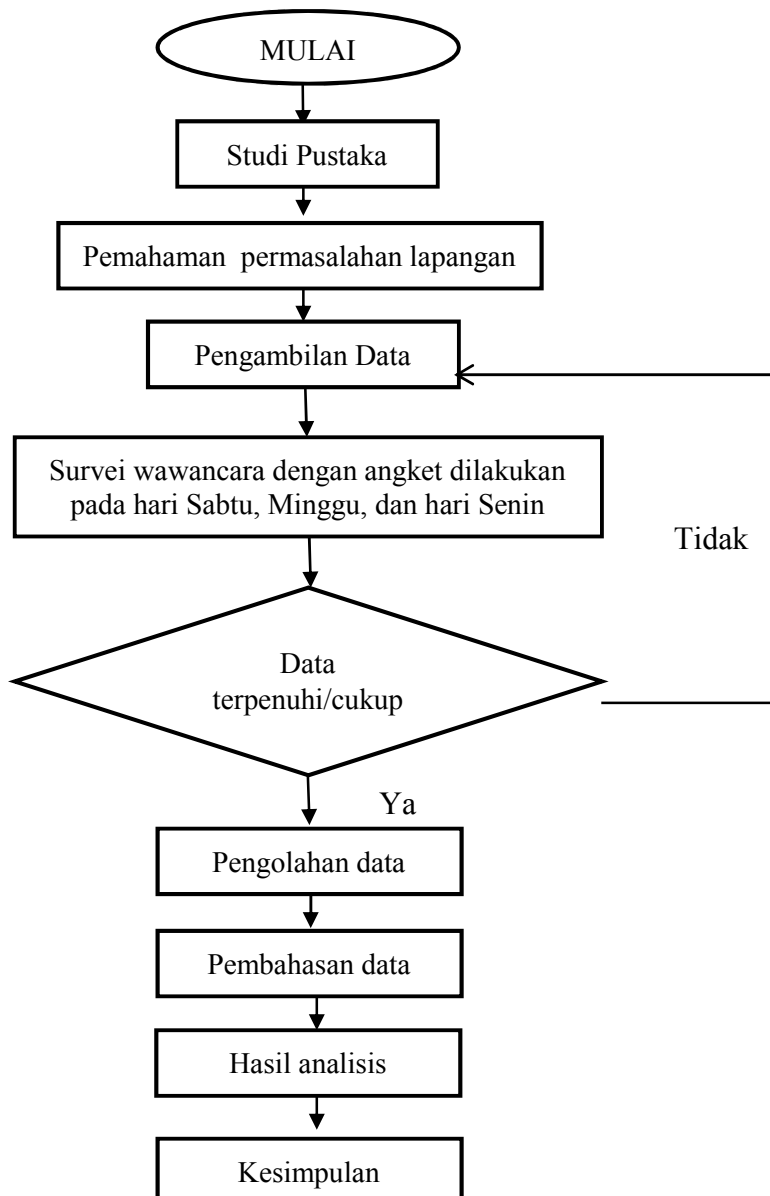 MULAI
Studi Pustaka
Pemahaman permasalahan lapangan
Pengambilan Data
Survei wawancara dengan angket dilakukan
pada hari Sabtu, Minggu, dan hari Senin
Tidak
Data
terpenuhi/cukup
Ya
Pengolahan data
Pembahasan data
Hasil analisis
Kesimpulan